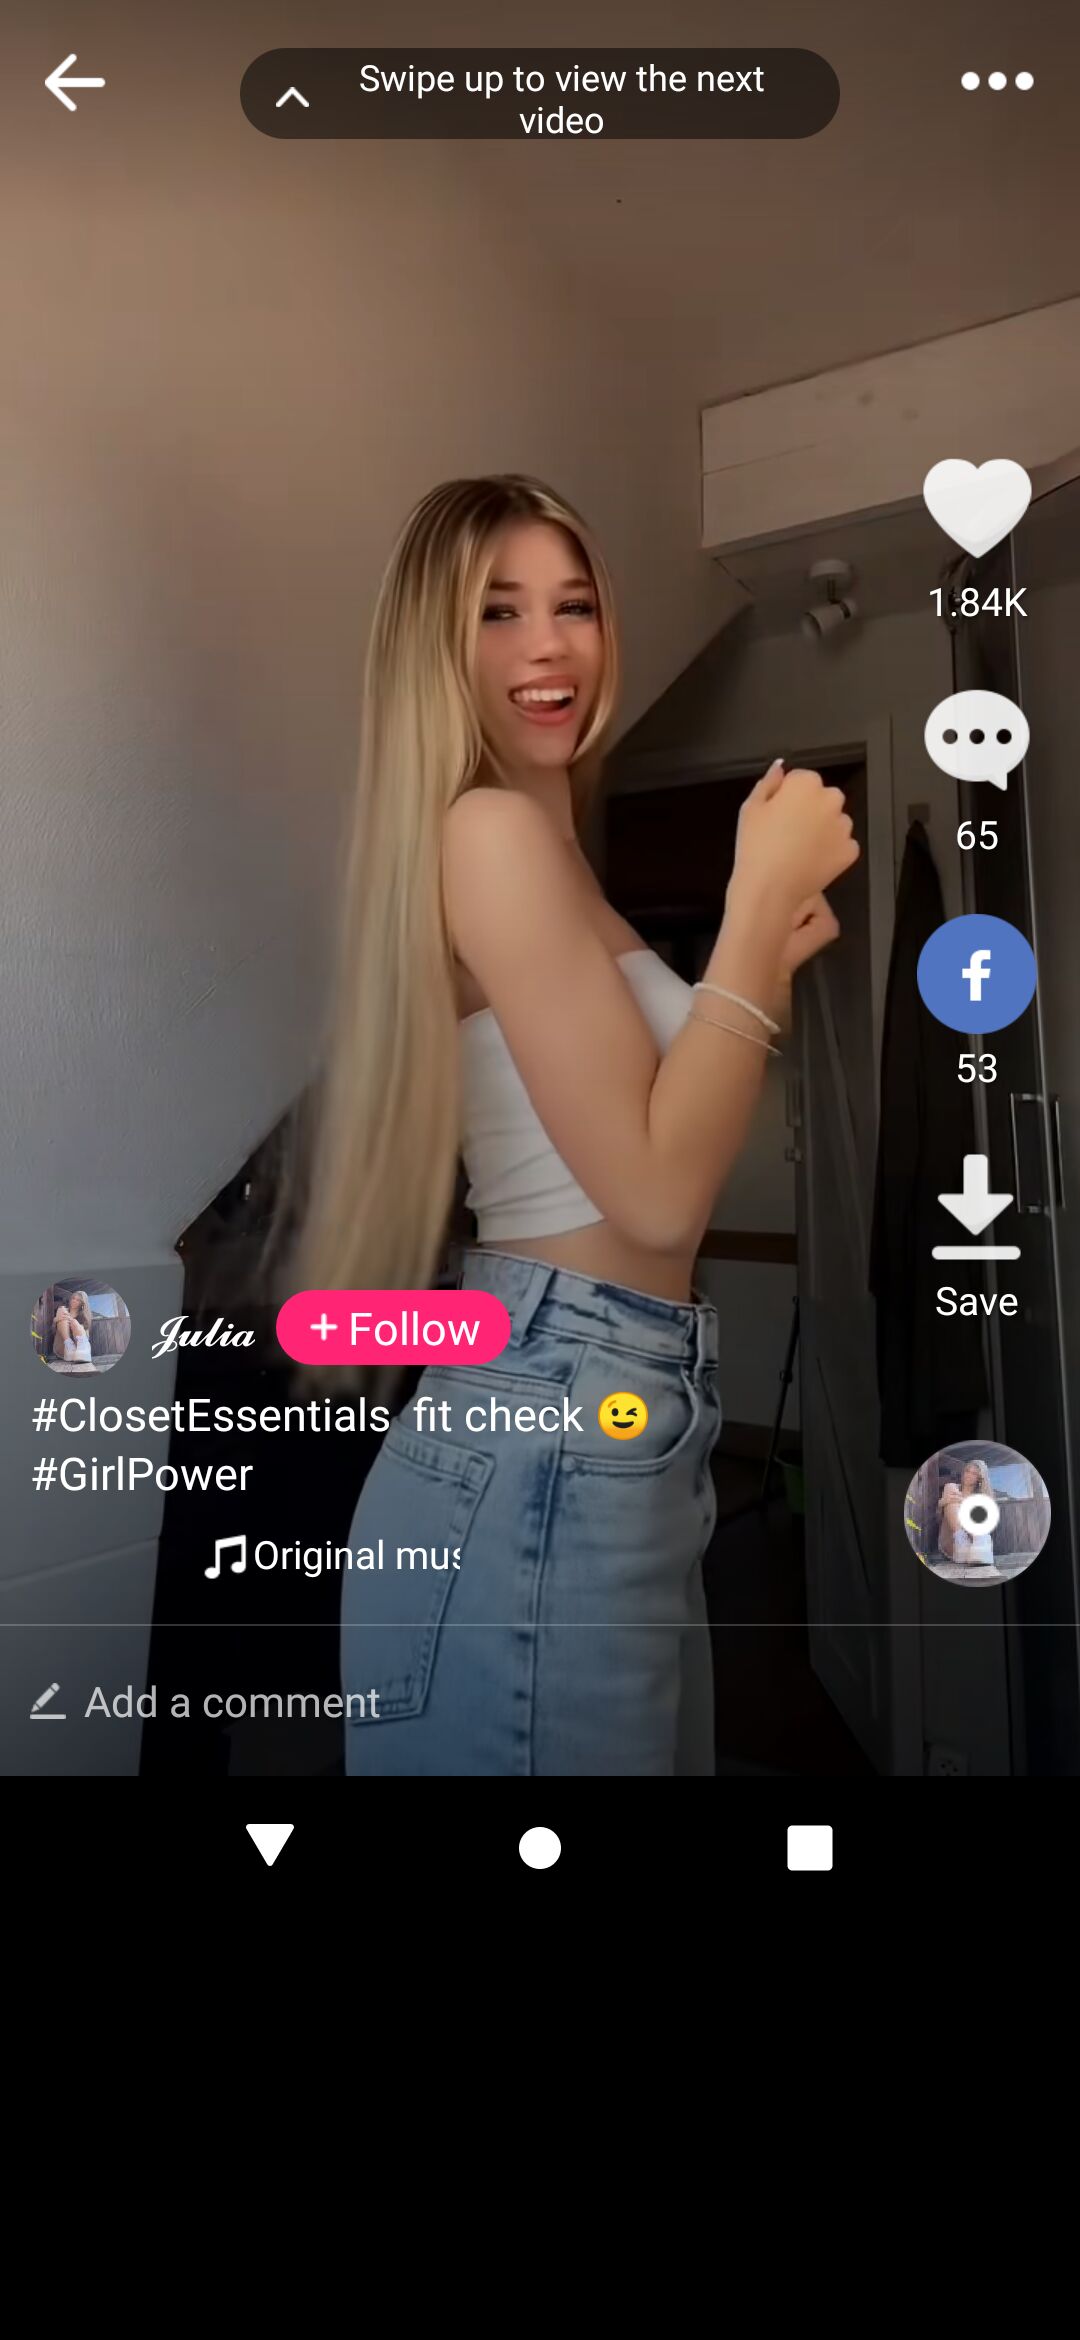 Swipe up to view the next
video
1.84K
65
f
53
Save
Julia
+ Follow
#ClosetEssentials fit check 😉
#GirlPower
Original mus
Add a comment